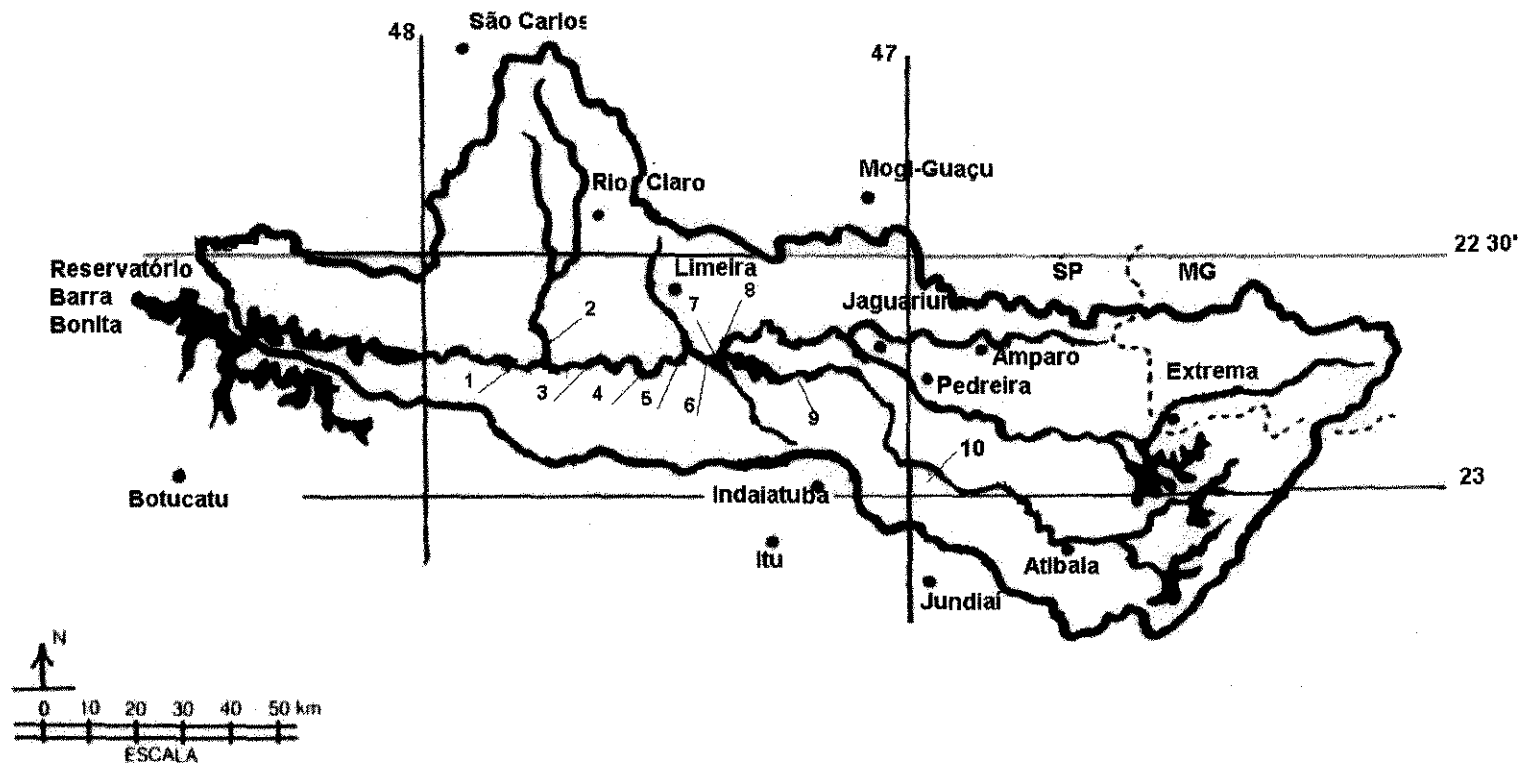 São Carlos
48
47
Mogi-Guaçu
Rio Claro
22 30'
Reservatório
Barra
Bonita
Limeira
SP
MG
8
7
2
Jaguariuna
Amparo
Extrema
Pedreira
1
3
4
5
6
9
10
Botucatu
Indaiatuba
23
Itu
Atibaia
Jundiaí
N
0 10 20 30 40 50 km
ESCALA